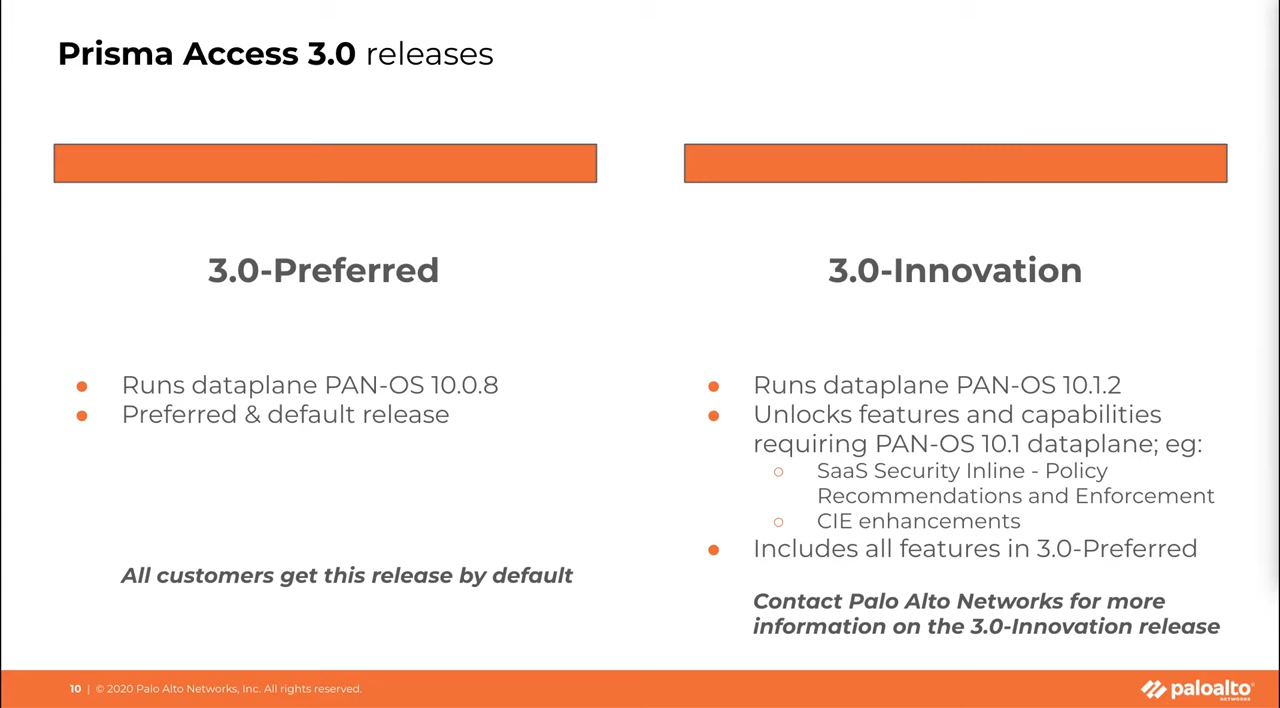 Prisma Access 3.0 releases
3.0-Preferred
● Runs dataplane PAN-OS 10.0.8
● Preferred & default release
All customers get this release by default
3.0-Innovation
● Runs dataplane PAN-OS 10.1.2
● Unlocks features and capabilities
requiring PAN-OS 10.1 dataplane; eg:
○ SaaS Security Inline - Policy
Recommendations and Enforcement
○ CIE enhancements
● Includes all features in 3.0-Preferred
Contact Palo Alto Networks for more
information on the 3.0-Innovation release
10 | © 2020 Palo Alto Networks, Inc. All rights reserved.
paloalto®
NETWORKS